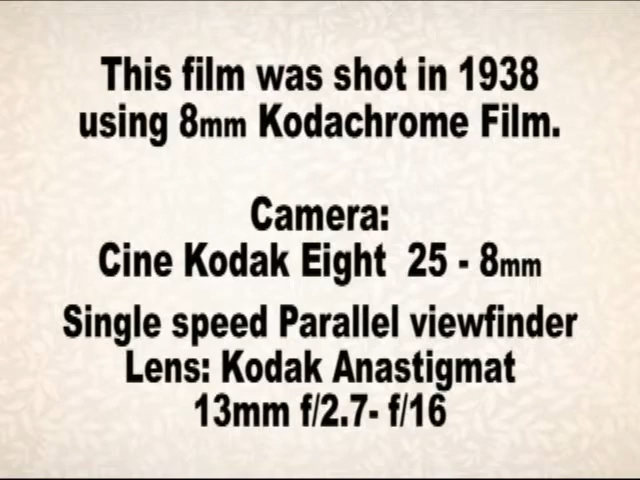 This film was shot in 1938
using 8mm Kodachrome Film.
Camera:
Cine Kodak Eight 25 - 8mm
Single speed Parallel viewfinder
Lens: Kodak Anastigmat
13mm f/2.7- f/16